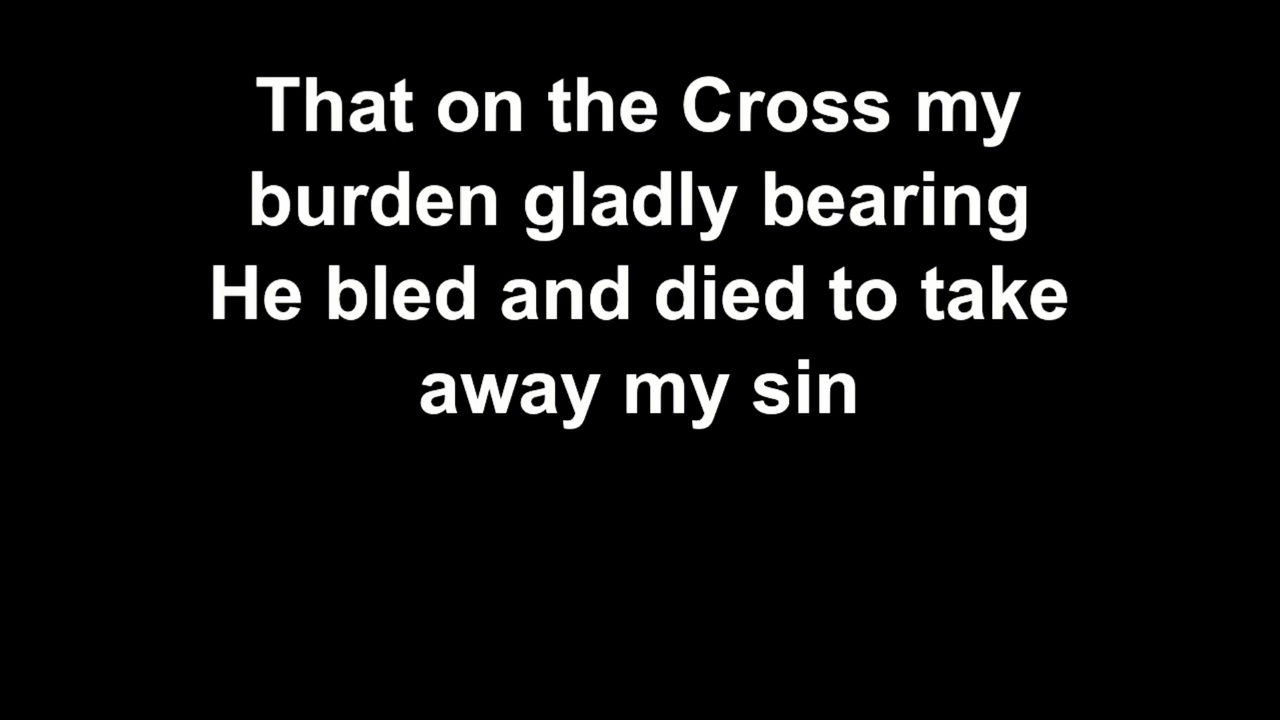 That on the Cross my
burden gladly bearing
He bled and died to take
away my sin